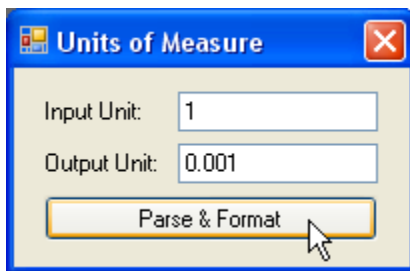 Units of Measure
Input Unit: 1
Output Unit: 0.001
Parse & Format